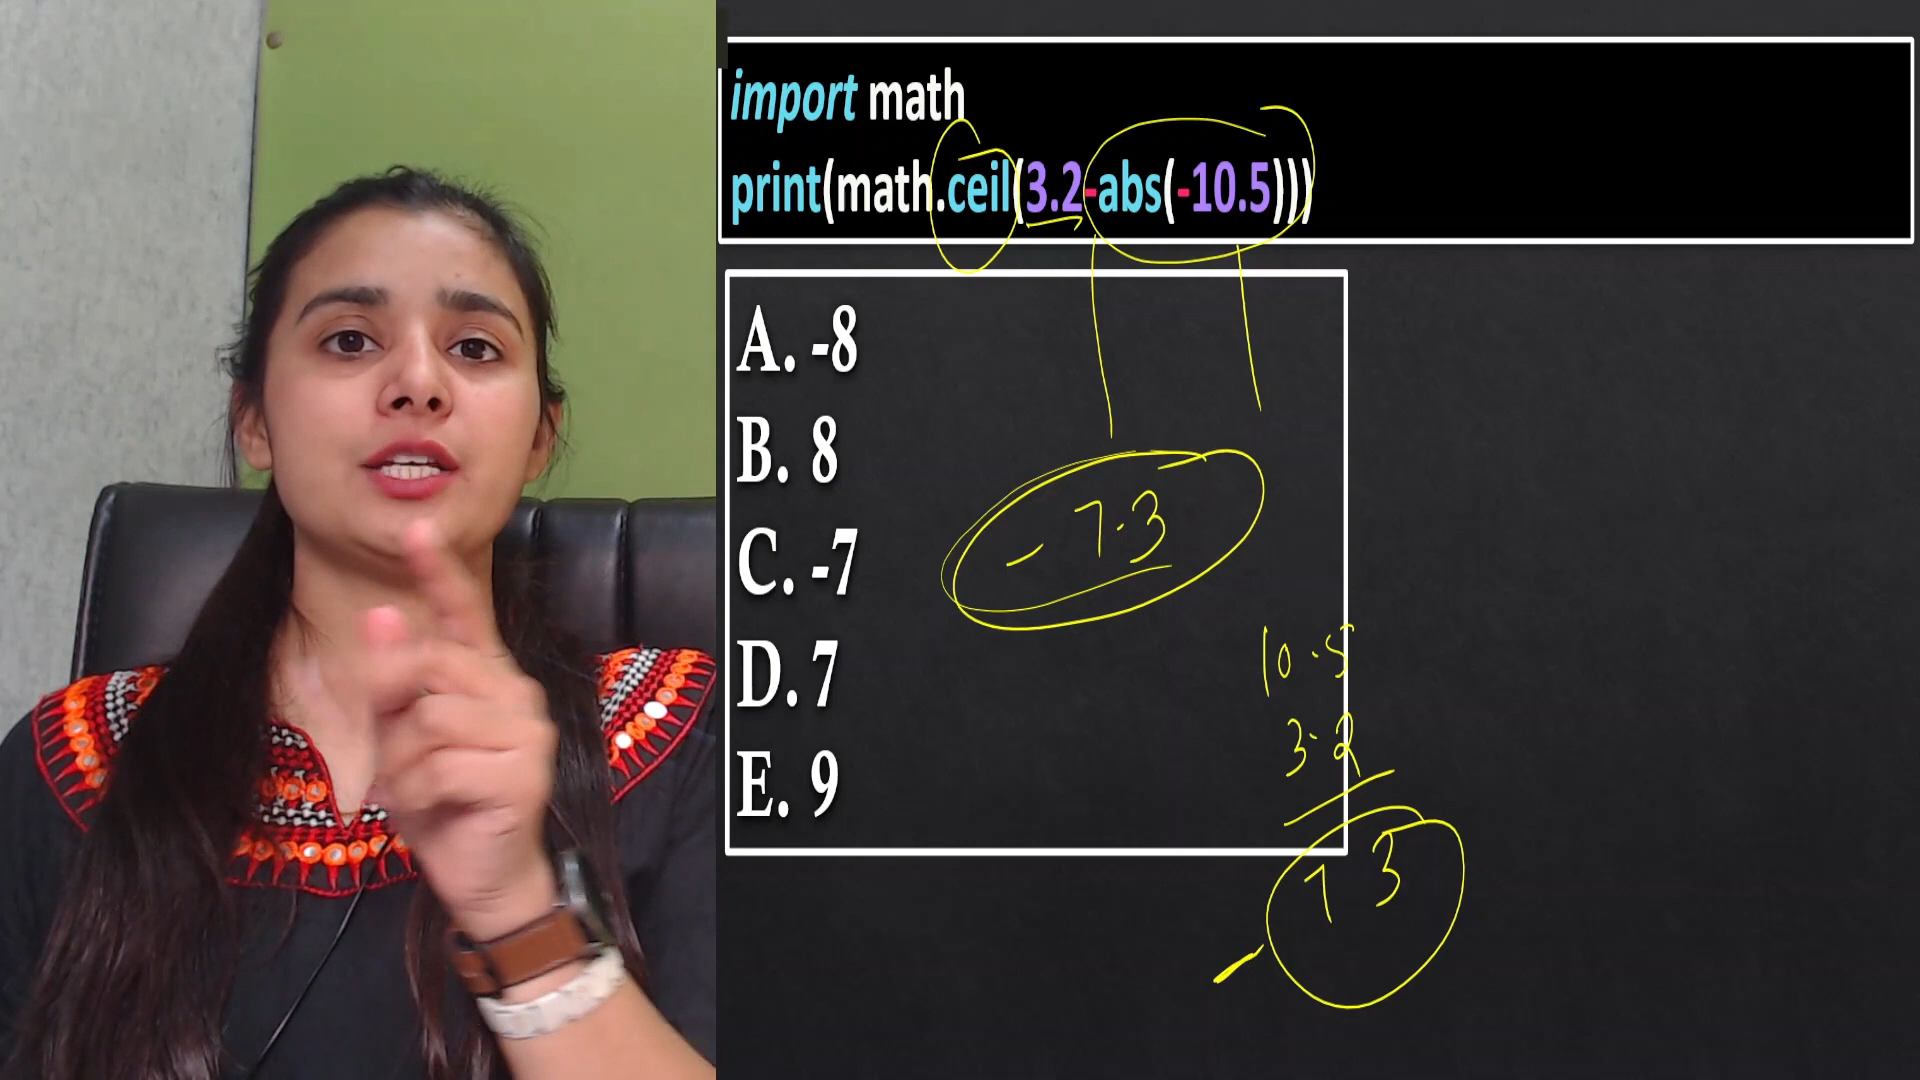 import math
print(math.ceil(3.2-abs(-10.5)))
A. -8
B. 8
C. -7
D. 7
E. 9
- 7.3
10.5
3.2
- 7 3